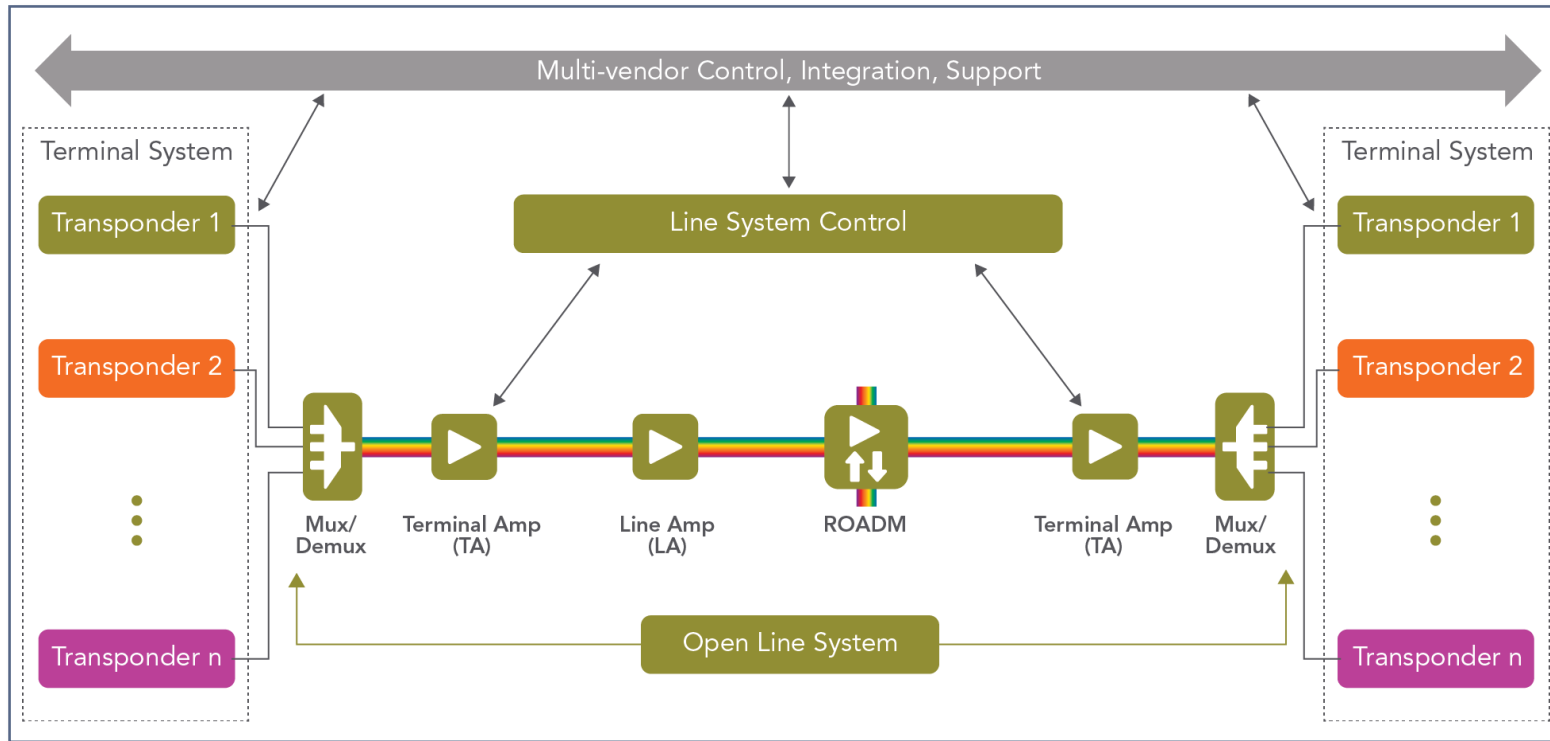 Multi-vendor Control, Integration, Support
Terminal System
Transponder 1
Transponder 2
Transponder n
Line System Control
Mux/
Demux
Terminal Amp
(TA)
Line Amp
(LA)
ROADM
Terminal Amp
(TA)
Mux/
Demux
Open Line System
Terminal System
Transponder 1
Transponder 2
Transponder n